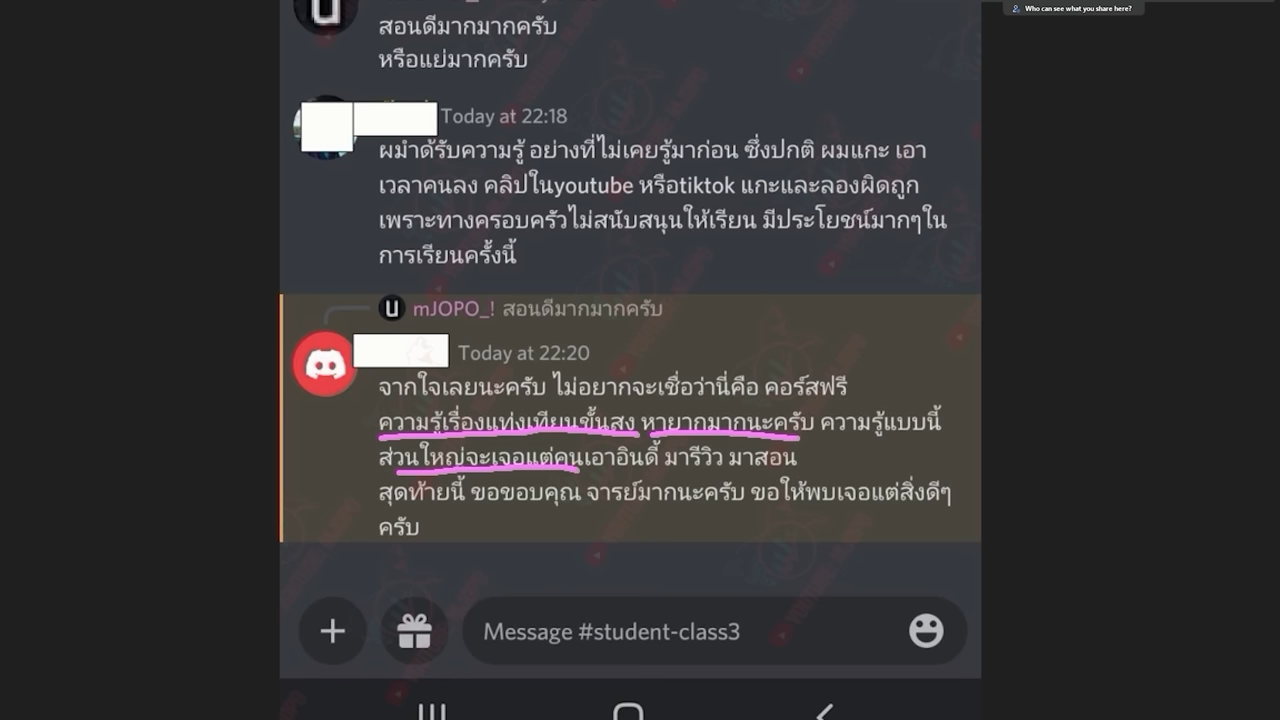 Who can see what you share here?
สอนดีมากมากครับ
หรือแย่มากครับ
Today at 22:18
ผมำด้รับความรู้ อย่างที่ไม่เคยรู้มาก่อน ซึ่งปกติ ผมแกะ เอา
เวลาคนลง คลิปในyoutube หรือtiktok แกะและลองผิดถูก
เพราะทางครอบครัวไม่สนับสนุนให้เรียน มีประโยชน์มากๆใน
การเรียนครั้งนี้
mJOPO_! สอนดีมากมากครับ
Today at 22:20
จากใจเลยนะครับ ไม่อยากจะเชื่อว่านี่คือ คอร์สฟรี
ความรู้เรื่องแท่งเทียนขั้นสูง หายากมากนะครับ ความรู้แบบนี้
ส่วนใหญ่จะเจอแต่คนเอาอินดี้ มารีวิว มาสอน
สุดท้ายนี้ ขอขอบคุณ จารย์มากนะครับ ขอให้พบเจอแต่สิ่งดีๆ
ครับ
Message #student-class3